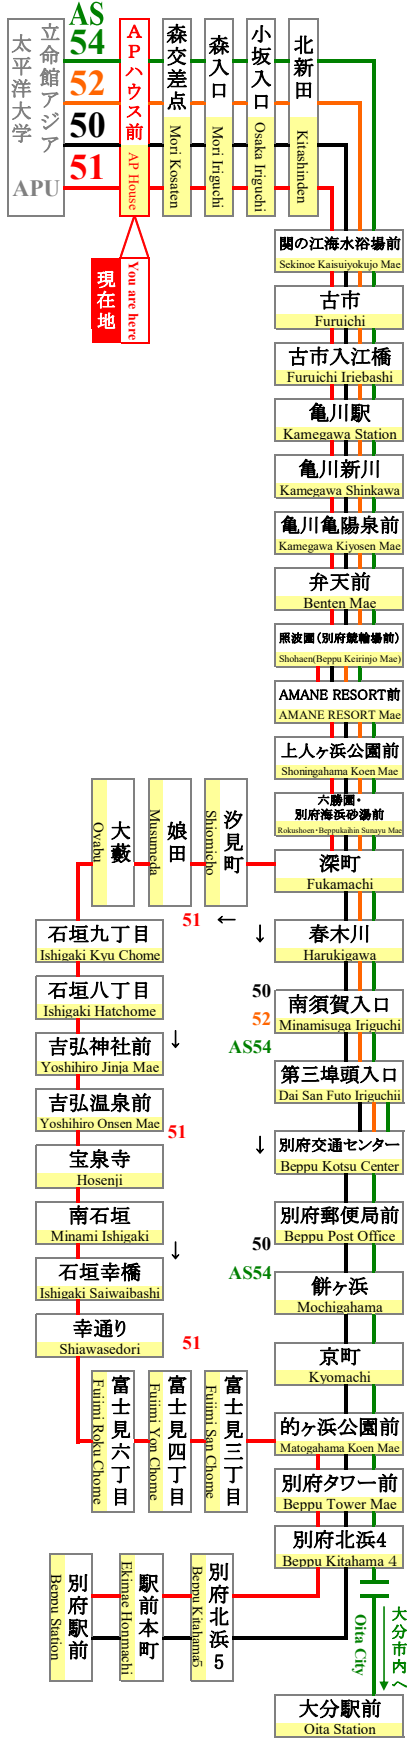 AS
54
52
50
51
立命館アジア
太平洋大学
APU
APハウス前
AP House
森交差点
Mori Kosaten
森入口
Mori Iriguchi
小坂入口
Osaka Iriguchi
北新田
Kitashinden
現在地
You are here
関の江海水浴場前
Sekinoe Kaisuiyokujo Mae
古市
Furuichi
古市入江橋
Furuichi Iriebashi
亀川駅
Kamegawa Station
亀川新川
Kamegawa Shinkawa
亀川亀陽泉前
Kamegawa Kiyosen Mae
弁天前
Benten Mae
照波園(別府競輪場前)
Shohaen(Beppu Keirinjo Mae)
AMANE RESORT前
AMANE RESORT Mae
上人ヶ浜公園前
Shoningahama Koen Mae
六勝園・
別府海浜砂湯前
Rokushoen・Beppukaihin Sunayu Mae
深町
Fukamachi
汐見町
Shiomicho
娘田
Musumeda
大藪
Oyabu
51
←
↓
春木川
Harukigawa
50
52
AS54
南須賀入口
Minamisuga Iriguchi
第三埠頭入口
Dai San Futo Iriguchii
↓
別府交通センター
Beppu Kotsu Center
別府郵便局前
Beppu Post Office
50
AS54
餅ヶ浜
Mochigahama
京町
Kyomachi
的ヶ浜公園前
Matogahama Koen Mae
別府タワー前
Beppu Tower Mae
別府北浜4
Beppu Kitahama 4
石垣九丁目
Ishigaki Kyu Chome
石垣八丁目
Ishigaki Hatchome
↓
吉弘神社前
Yoshihiro Jinja Mae
吉弘温泉前
Yoshihiro Onsen Mae
51
宝泉寺
Hosenji
南石垣
Minami Ishigaki
↓
石垣幸橋
Ishigaki Saiwaibashi
幸通り
Shiawasedori
51
富士見六丁目
Fujimi Roku Chome
富士見四丁目
Fujimi Yon Chome
富士見三丁目
Fujimi San Chome
別府北浜5
Beppu Kitahama5
駅前本町
Ekimae Honmachi
別府駅前
Beppu Station
大分市内へ
Oita City
大分駅前
Oita Station